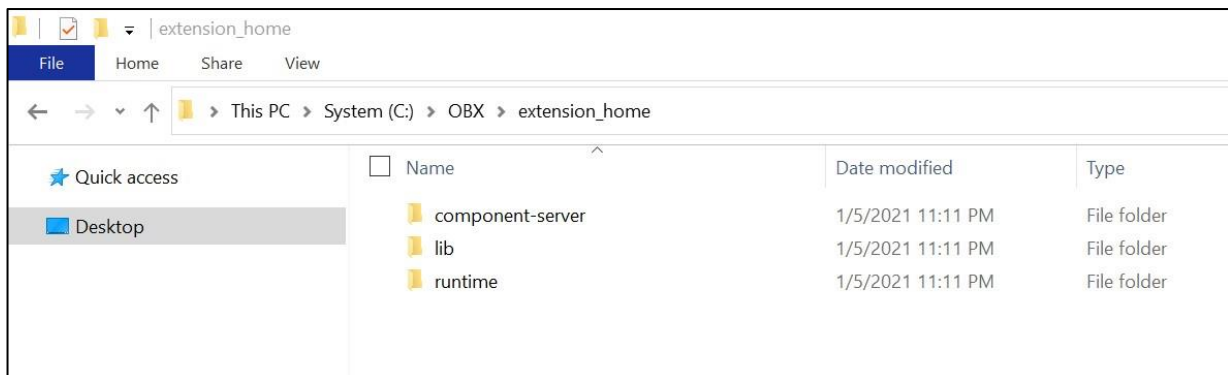 extension_home
File Home Share View
This PC > System (C:) > OBX > extension_home
Quick access
Desktop
Name Date modified Type
component-server 1/5/2021 11:11 PM File folder
lib 1/5/2021 11:11 PM File folder
runtime 1/5/2021 11:11 PM File folder